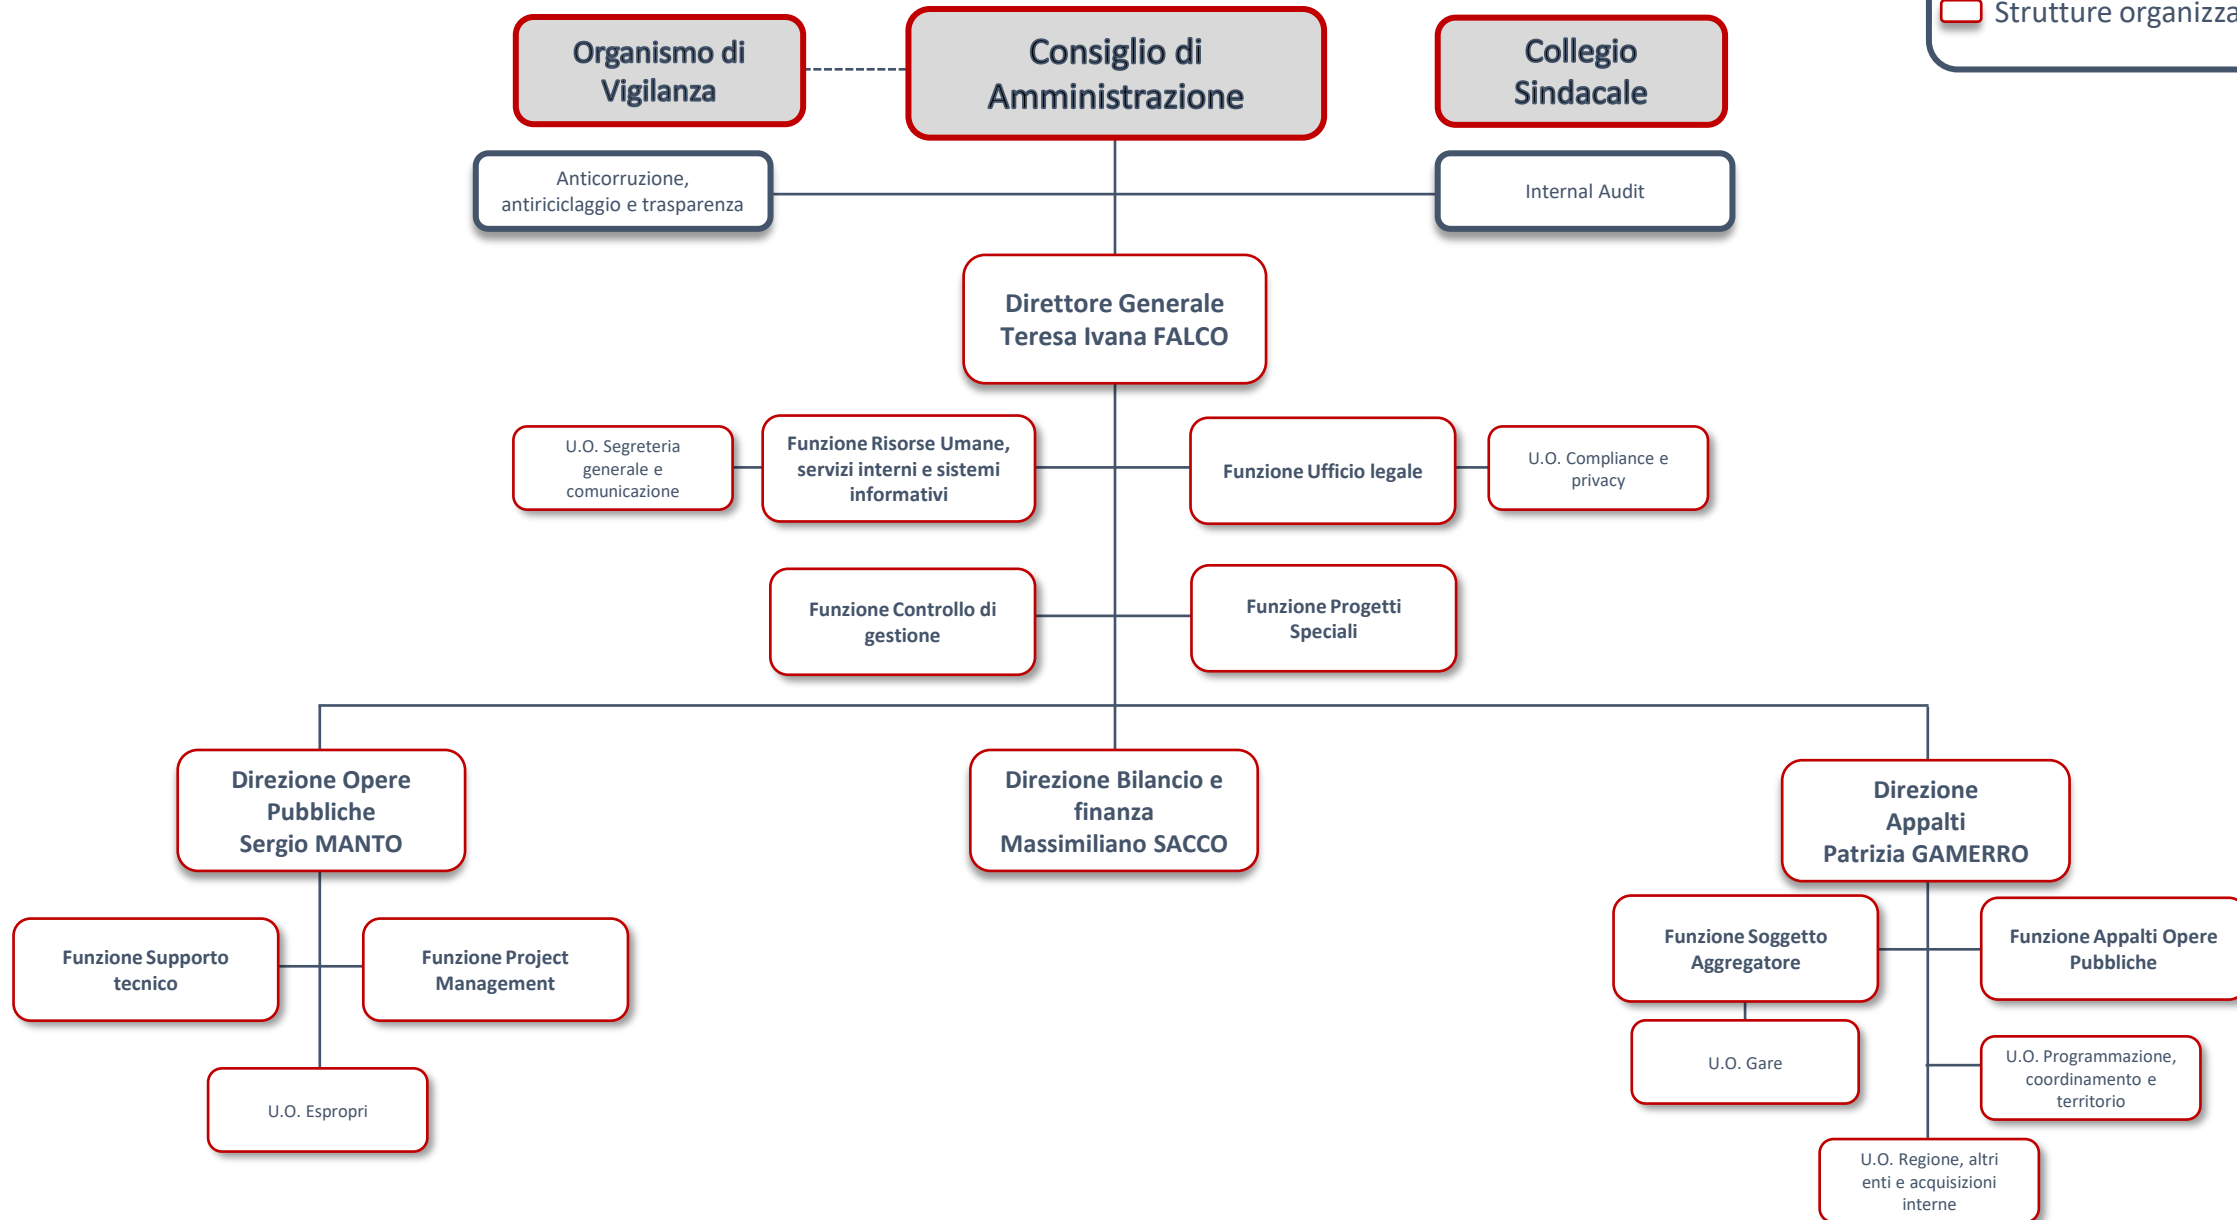 Strutture organizza
Organismo di
Vigilanza
Consiglio di
Amministrazione
Collegio
Sindacale
Anticorruzione,
antiriciclaggio e trasparenza
Internal Audit
Direttore Generale
Teresa Ivana FALCO
U.O. Segreteria
generale e
comunicazione
Funzione Risorse Umane,
servizi interni e sistemi
informativi
Funzione Ufficio legale
U.O. Compliance e
privacy
Funzione Controllo di
gestione
Funzione Progetti
Speciali
Direzione Opere
Pubbliche
Sergio MANTO
Direzione Bilancio e
finanza
Massimiliano SACCO
Direzione
Appalti
Patrizia GAMERRO
Funzione Supporto
tecnico
Funzione Project
Management
U.O. Espropri
Funzione Soggetto
Aggregatore
Funzione Appalti Opere
Pubbliche
U.O. Gare
U.O. Programmazione,
coordinamento e
territorio
U.O. Regione, altri
enti e acquisizioni
interne